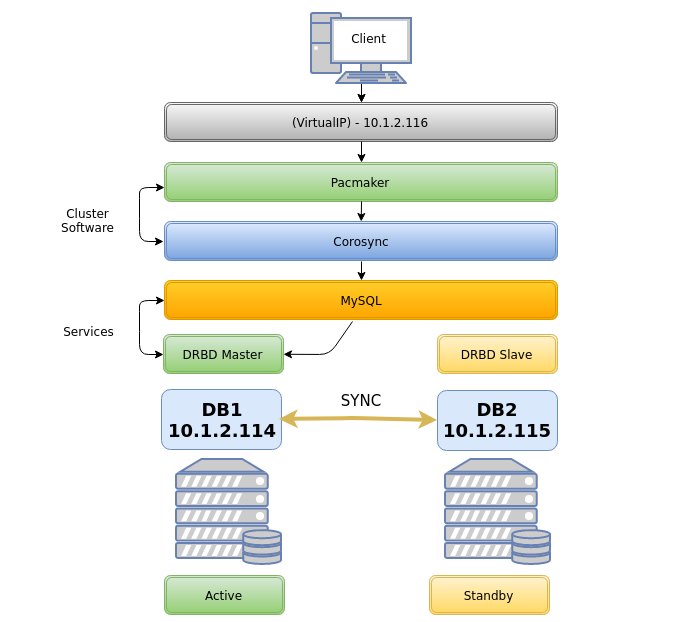 Client
(VirtualIP) - 10.1.2.116
Pacmaker
Cluster
Software
Corosync
MySQL
Services
DRBD Master
DRBD Slave
DB1
10.1.2.114
SYNC
DB2
10.1.2.115
Active
Standby